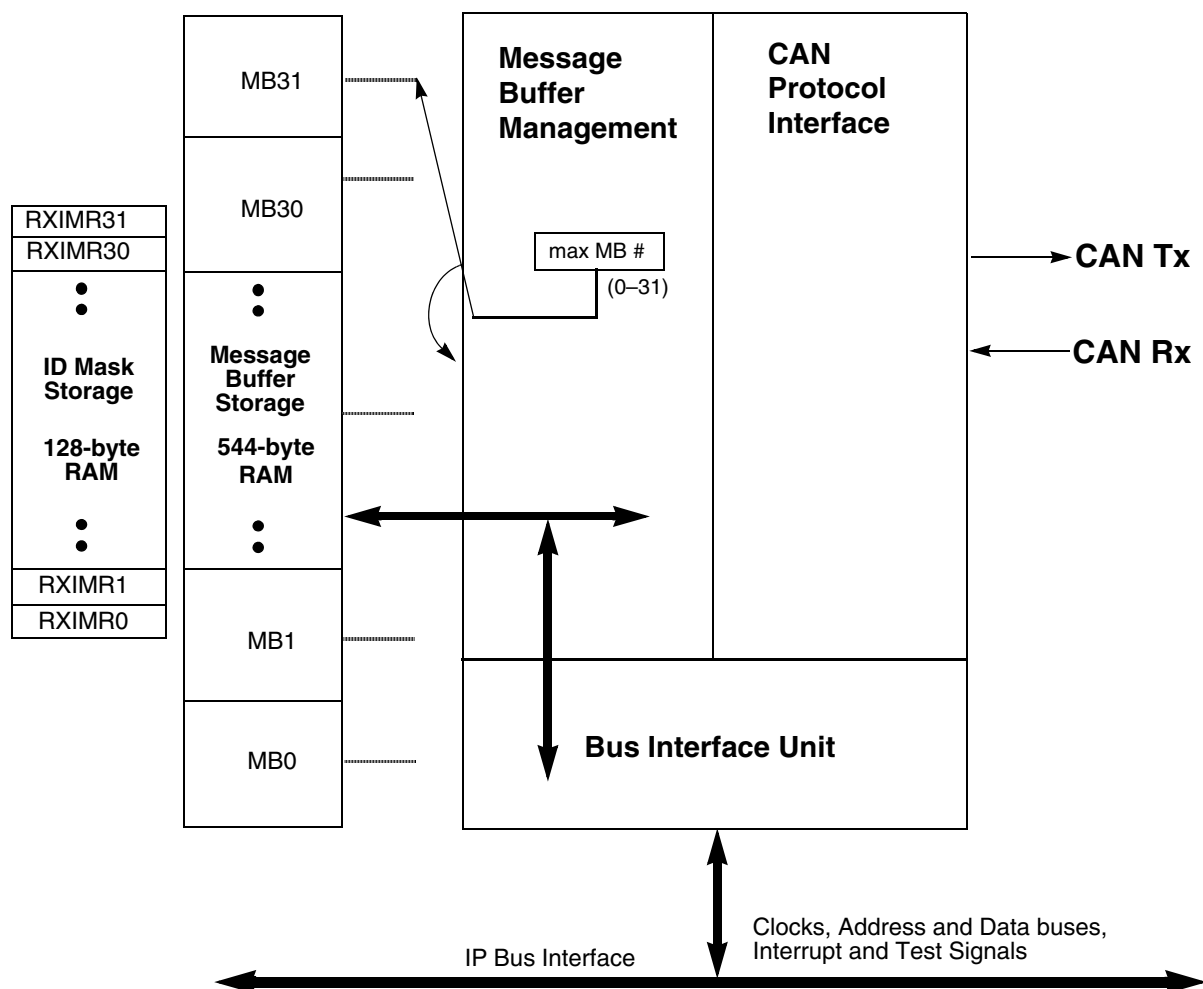 RXIMR31
RXIMR30
ID Mask
Storage
128-byte
RAM
RXIMR1
RXIMR0
MB31
MB30
Message
Buffer
Storage
544-byte
RAM
MB1
MB0
Message
Buffer
Management
max MB #
(0–31)
CAN
Protocol
Interface
CAN Tx
CAN Rx
Bus Interface Unit
Clocks, Address and Data buses,
Interrupt and Test Signals
IP Bus Interface